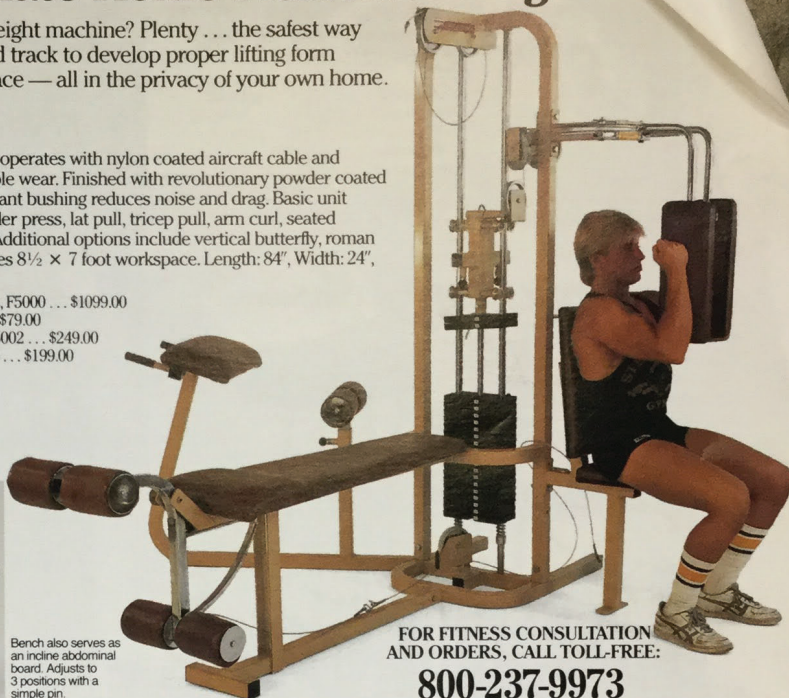 eight machine? Plenty . . . the safest way
d track to develop proper lifting form
nce — all in the privacy of your own home.
operates with nylon coated aircraft cable and
le wear. Finished with revolutionary powder coated
ant bushing reduces noise and drag. Basic unit
er press, lat pull, tricep pull, arm curl, seated
Additional options include vertical butterfly, roman
es 8½ × 7 foot workspace. Length: 84″, Width: 24″,
, F5000 . . . $1099.00
$79.00
002 . . . $249.00
. . . $199.00
Bench also serves as
an incline abdominal
board. Adjusts to
3 positions with a
simple pin.
FOR FITNESS CONSULTATION
AND ORDERS, CALL TOLL-FREE:
800-237-9973